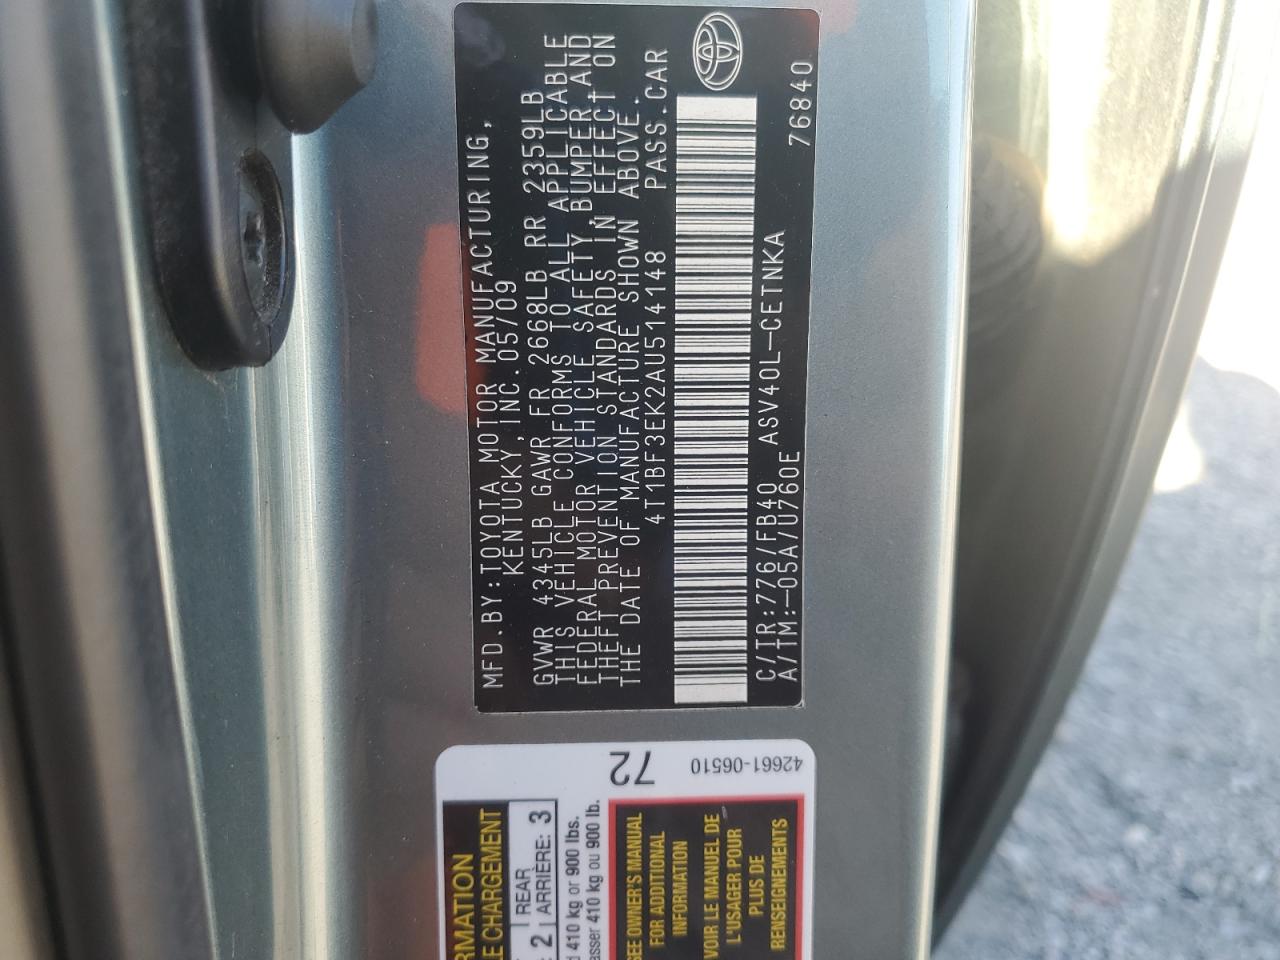 MFD.BY:TOYOTA MOTOR MANUFACTURING,
KENTUCKY,INC.05/09
GVWR 4345LB GAWR FR 2668LB RR 2359LB
THIS VEHICLE CONFORMS TO ALL APPLICABLE
FEDERAL MOTOR VEHICLE SAFETY,BUMPER AND
THEFT PREVENTION STANDARDS IN EFFECT ON
THE DATE OF MANUFACTURE SHOWN ABOVE.
4T1BF3EK2AU514148 PASS.CAR
C/TR:776/FB40 ASV40L-CETNKA
A/TM:-05A/U760E 76840
72
42661-06510
LE CHARGEMENT
REAR
2 ARRIÈRE: 3
410 kg or 900 lbs.
410 kg ou 900 lb.
SEE OWNER'S MANUAL
FOR ADDITIONAL
INFORMATION
VOIR LE MANUEL DE
L'USAGER POUR
PLUS DE
RENSEIGNEMENTS